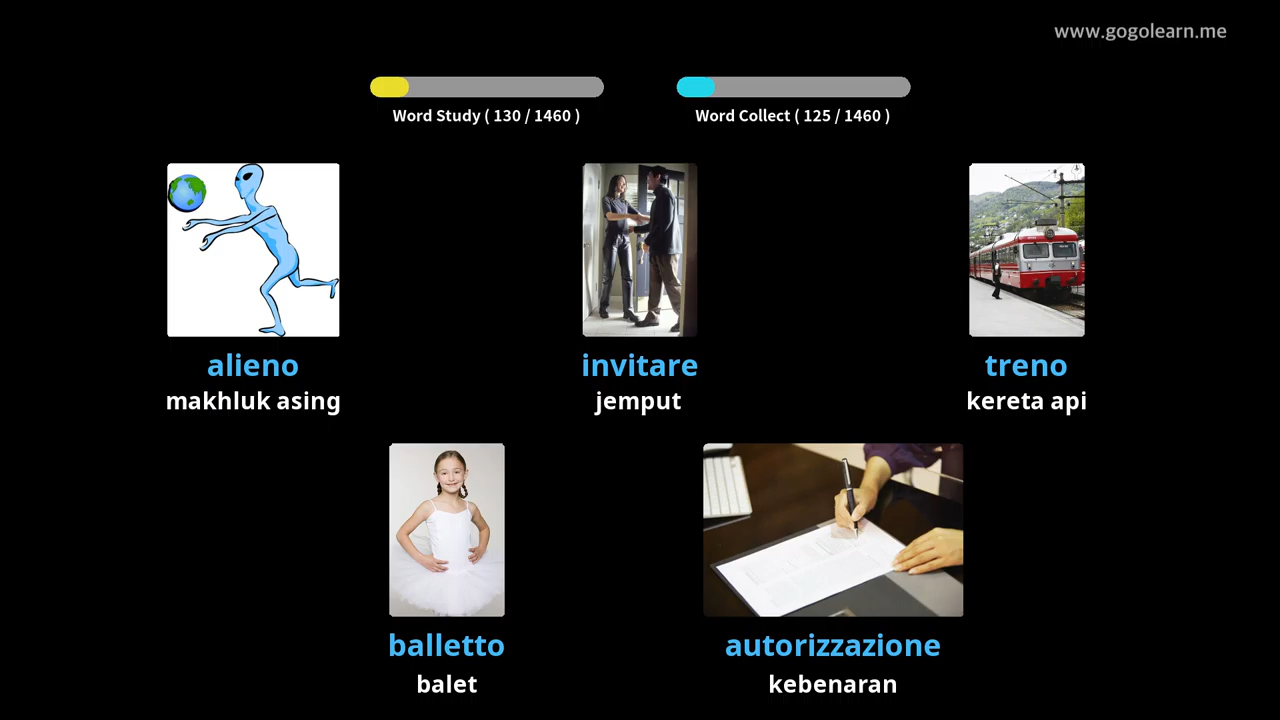 www.gogolearn.me
Word Study ( 130 / 1460 )
Word Collect ( 125 / 1460 )
alieno
makhluk asing
invitare
jemput
treno
kereta api
balletto
balet
autorizzazione
kebenaran